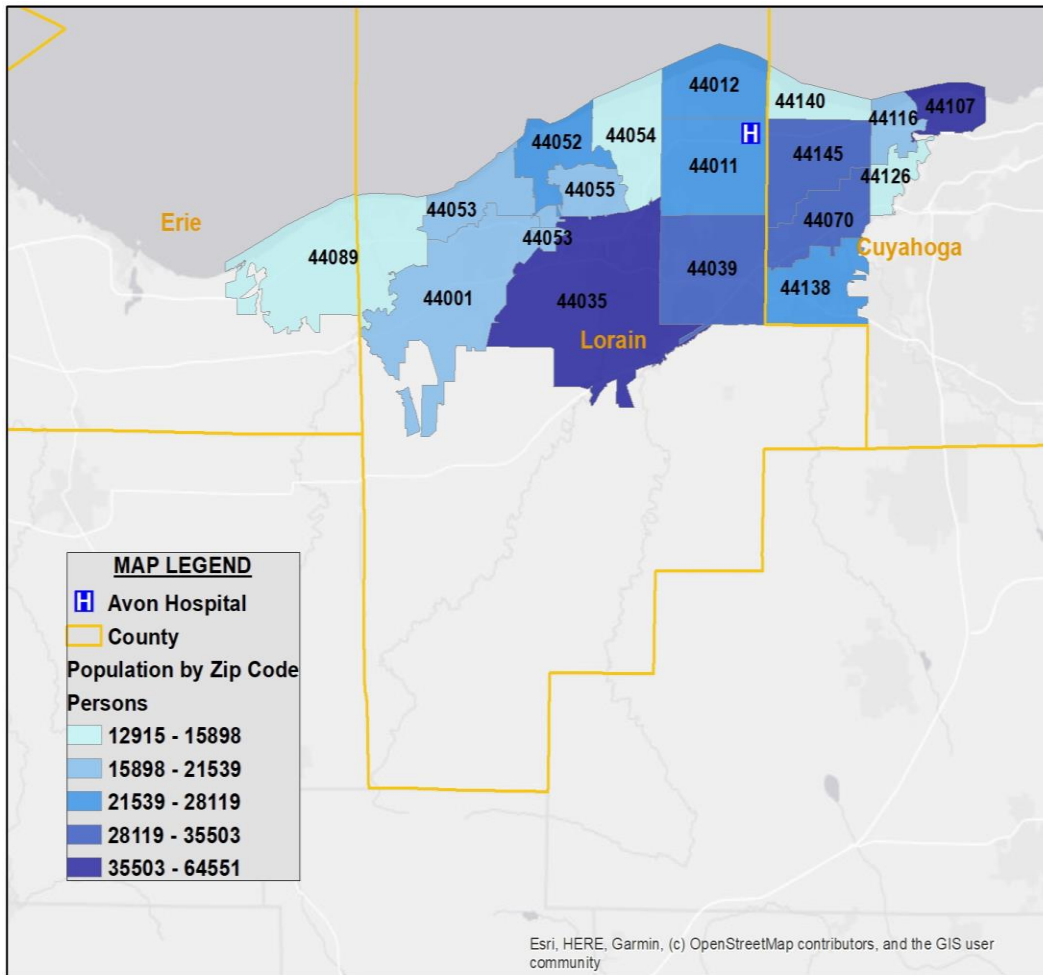 44012
44140
44107
44116
44052
44054
44145
44011
44126
44055
44053
Erie
44070
44053
Cuyahoga
44089
44039
44138
44001
44035
Lorain
MAP LEGEND
H Avon Hospital
County
Population by Zip Code
Persons
12915 - 15898
15898 - 21539
21539 - 28119
28119 - 35503
35503 - 64551
H
Esri, HERE, Garmin, (c) OpenStreetMap contributors, and the GIS user
community